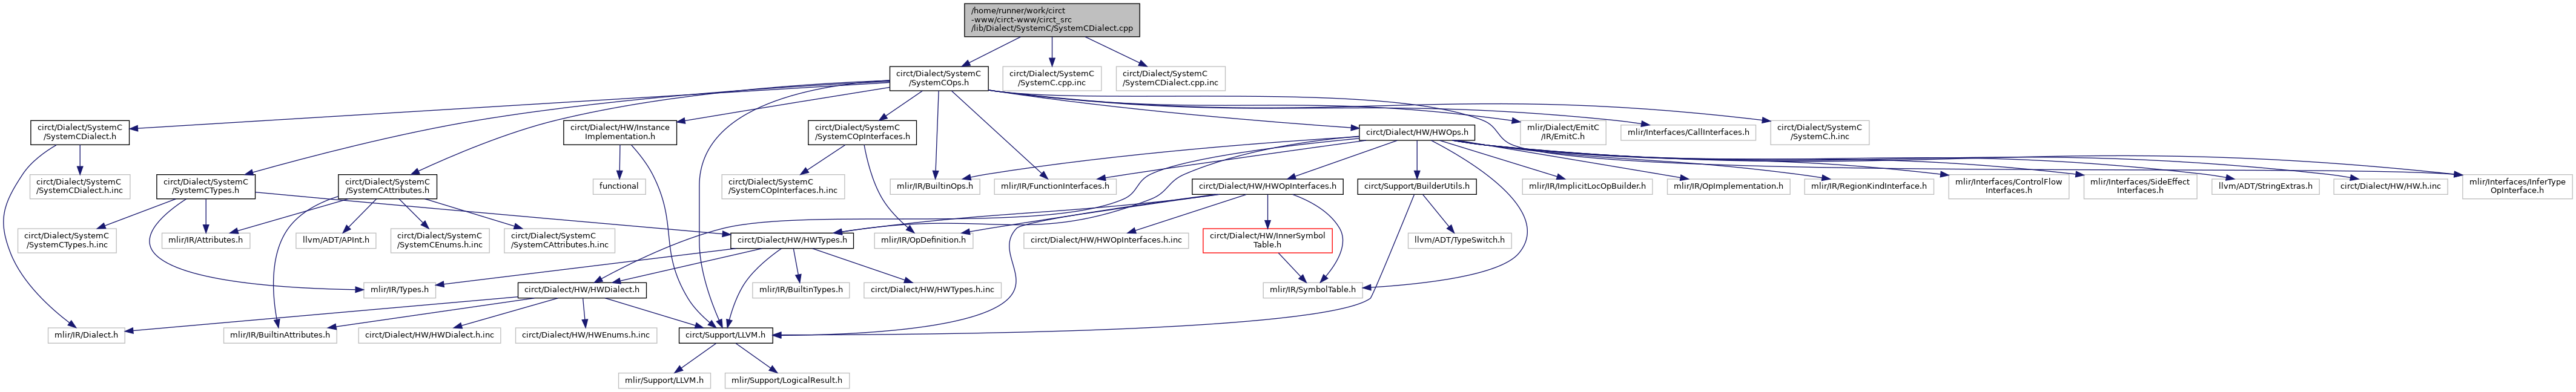 /home/runner/work/circt
-www/circt-www/circt_src
/lib/Dialect/SystemC/SystemCDialect.cpp
circt/Dialect/SystemC
/SystemCOps.h
circt/Dialect/SystemC
/SystemC.cpp.inc
circt/Dialect/SystemC
/SystemCDialect.cpp.inc
circt/Dialect/SystemC
/SystemCDialect.h
circt/Dialect/HW/Instance
Implementation.h
circt/Dialect/SystemC
/SystemCOpInterfaces.h
circt/Dialect/HW/HWOps.h
mlir/Dialect/EmitC
/IR/EmitC.h
mlir/Interfaces/CallInterfaces.h
circt/Dialect/SystemC
/SystemC.h.inc
circt/Dialect/SystemC
/SystemCDialect.h.inc
circt/Dialect/SystemC
/SystemCTypes.h
circt/Dialect/SystemC
/SystemCAttributes.h
functional
circt/Dialect/SystemC
/SystemCOpInterfaces.h.inc
mlir/IR/BuiltinOps.h
mlir/IR/FunctionInterfaces.h
circt/Dialect/HW/HWOpInterfaces.h
circt/Support/BuilderUtils.h
mlir/IR/ImplicitLocOpBuilder.h
mlir/IR/OpImplementation.h
mlir/IR/RegionKindInterface.h
mlir/Interfaces/ControlFlow
Interfaces.h
mlir/Interfaces/SideEffect
Interfaces.h
llvm/ADT/StringExtras.h
circt/Dialect/HW/HW.h.inc
mlir/Interfaces/InferType
OpInterface.h
circt/Dialect/SystemC
/SystemCTypes.h.inc
mlir/IR/Attributes.h
llvm/ADT/APInt.h
circt/Dialect/SystemC
/SystemCEnums.h.inc
circt/Dialect/SystemC
/SystemCAttributes.h.inc
circt/Dialect/HW/HWTypes.h
mlir/IR/OpDefinition.h
circt/Dialect/HW/HWOpInterfaces.h.inc
circt/Dialect/HW/InnerSymbol
Table.h
llvm/ADT/TypeSwitch.h
mlir/IR/Types.h
circt/Dialect/HW/HWDialect.h
mlir/IR/BuiltinTypes.h
circt/Dialect/HW/HWTypes.h.inc
mlir/IR/SymbolTable.h
mlir/IR/Dialect.h
mlir/IR/BuiltinAttributes.h
circt/Dialect/HW/HWDialect.h.inc
circt/Dialect/HW/HWEnums.h.inc
circt/Support/LLVM.h
mlir/Support/LLVM.h
mlir/Support/LogicalResult.h